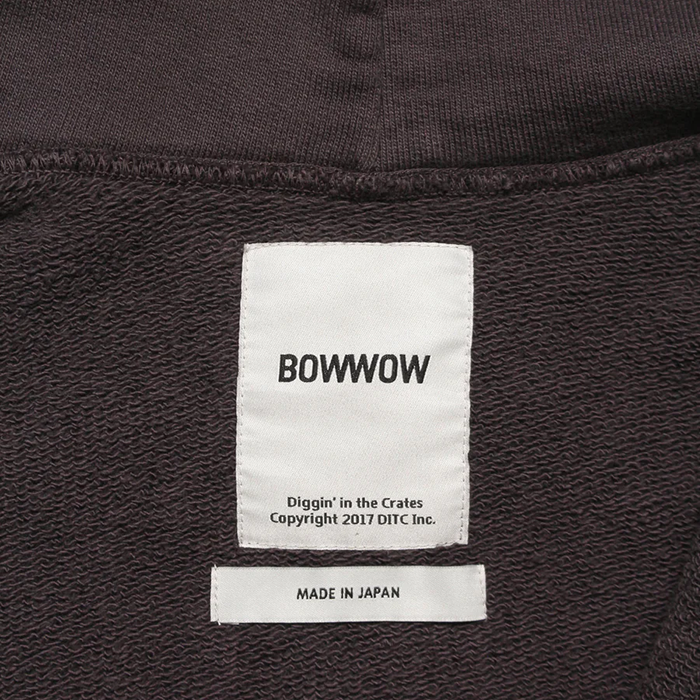 BOWWOW
Diggin' in the Crates
Copyright 2017 DITC Inc.
MADE IN JAPAN